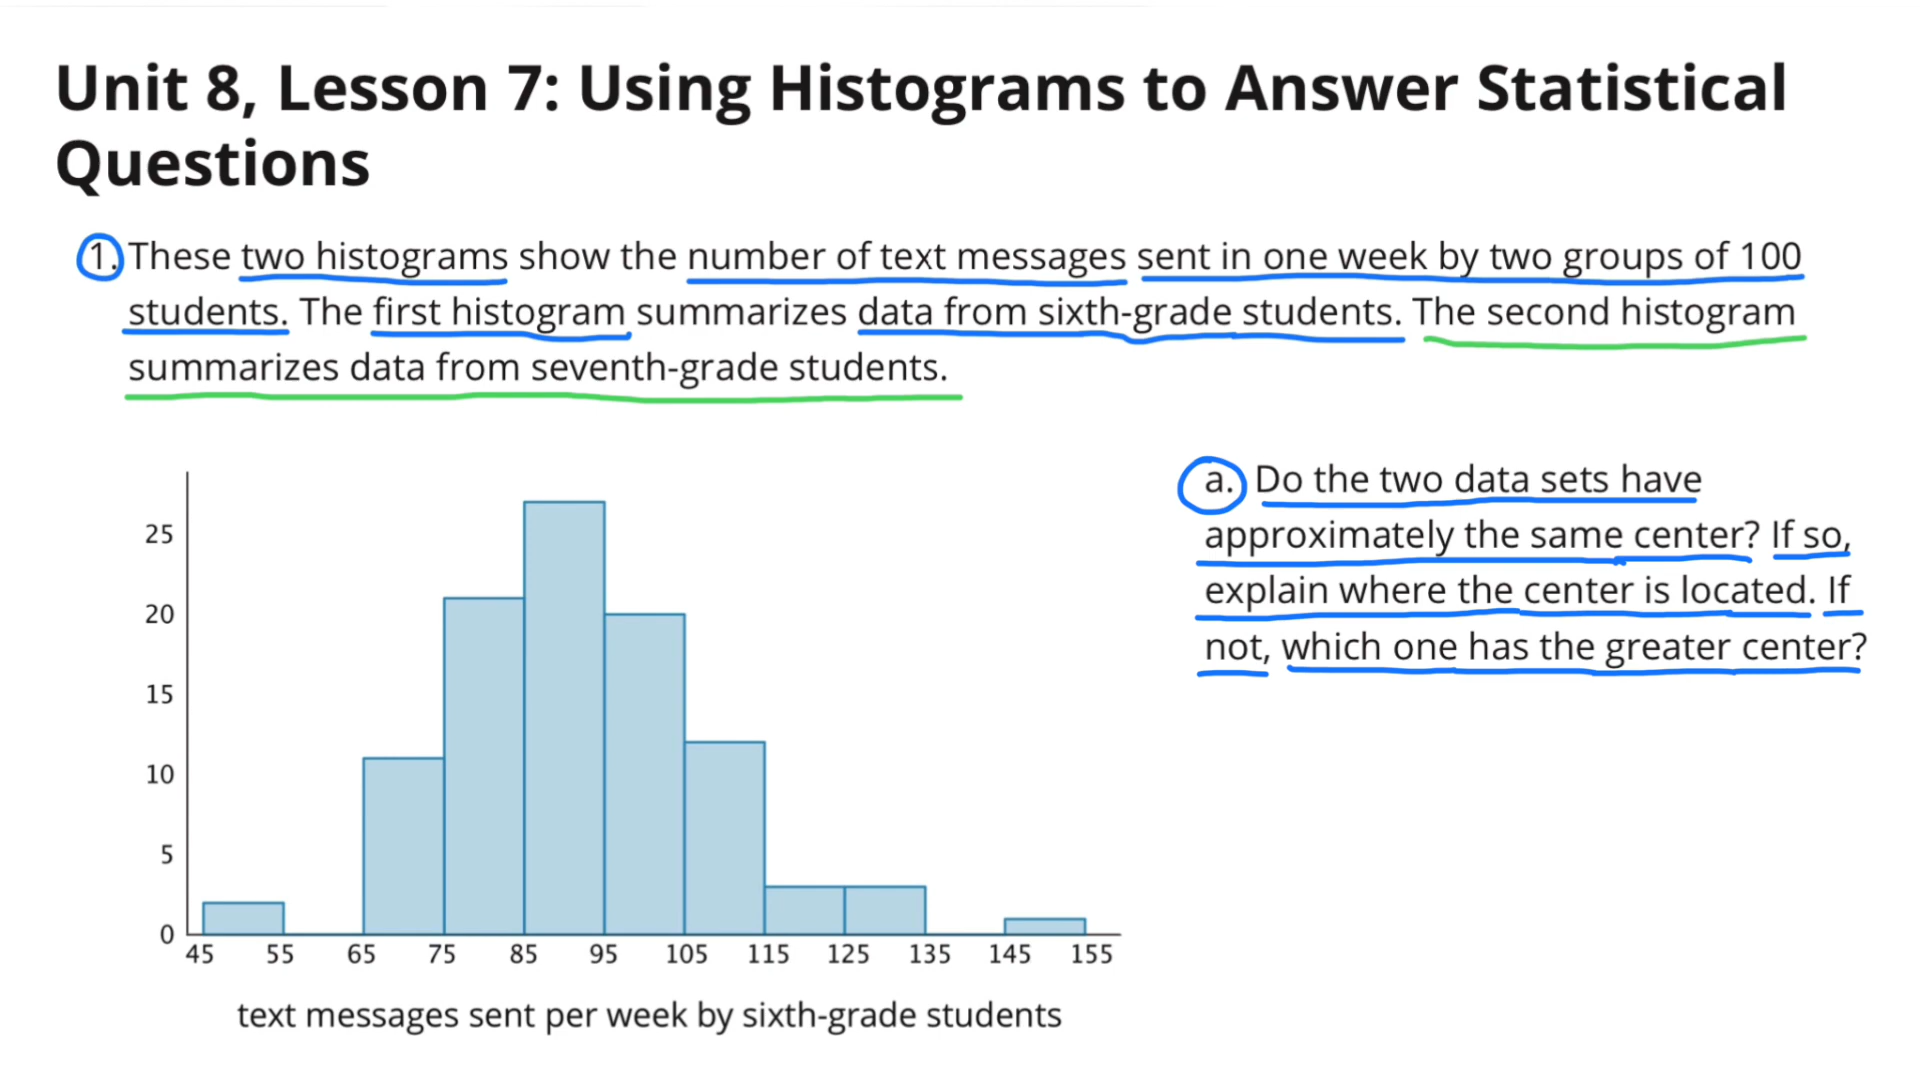 Unit 8, Lesson 7: Using Histograms to Answer Statistical
Questions
1. These two histograms show the number of text messages sent in one week by two groups of 100
students. The first histogram summarizes data from sixth-grade students. The second histogram
summarizes data from seventh-grade students.
a. Do the two data sets have
approximately the same center? If so,
explain where the center is located. If
not, which one has the greater center?
25
20
15
10
5
0
45 55 65 75 85 95 105 115 125 135 145 155
text messages sent per week by sixth-grade students